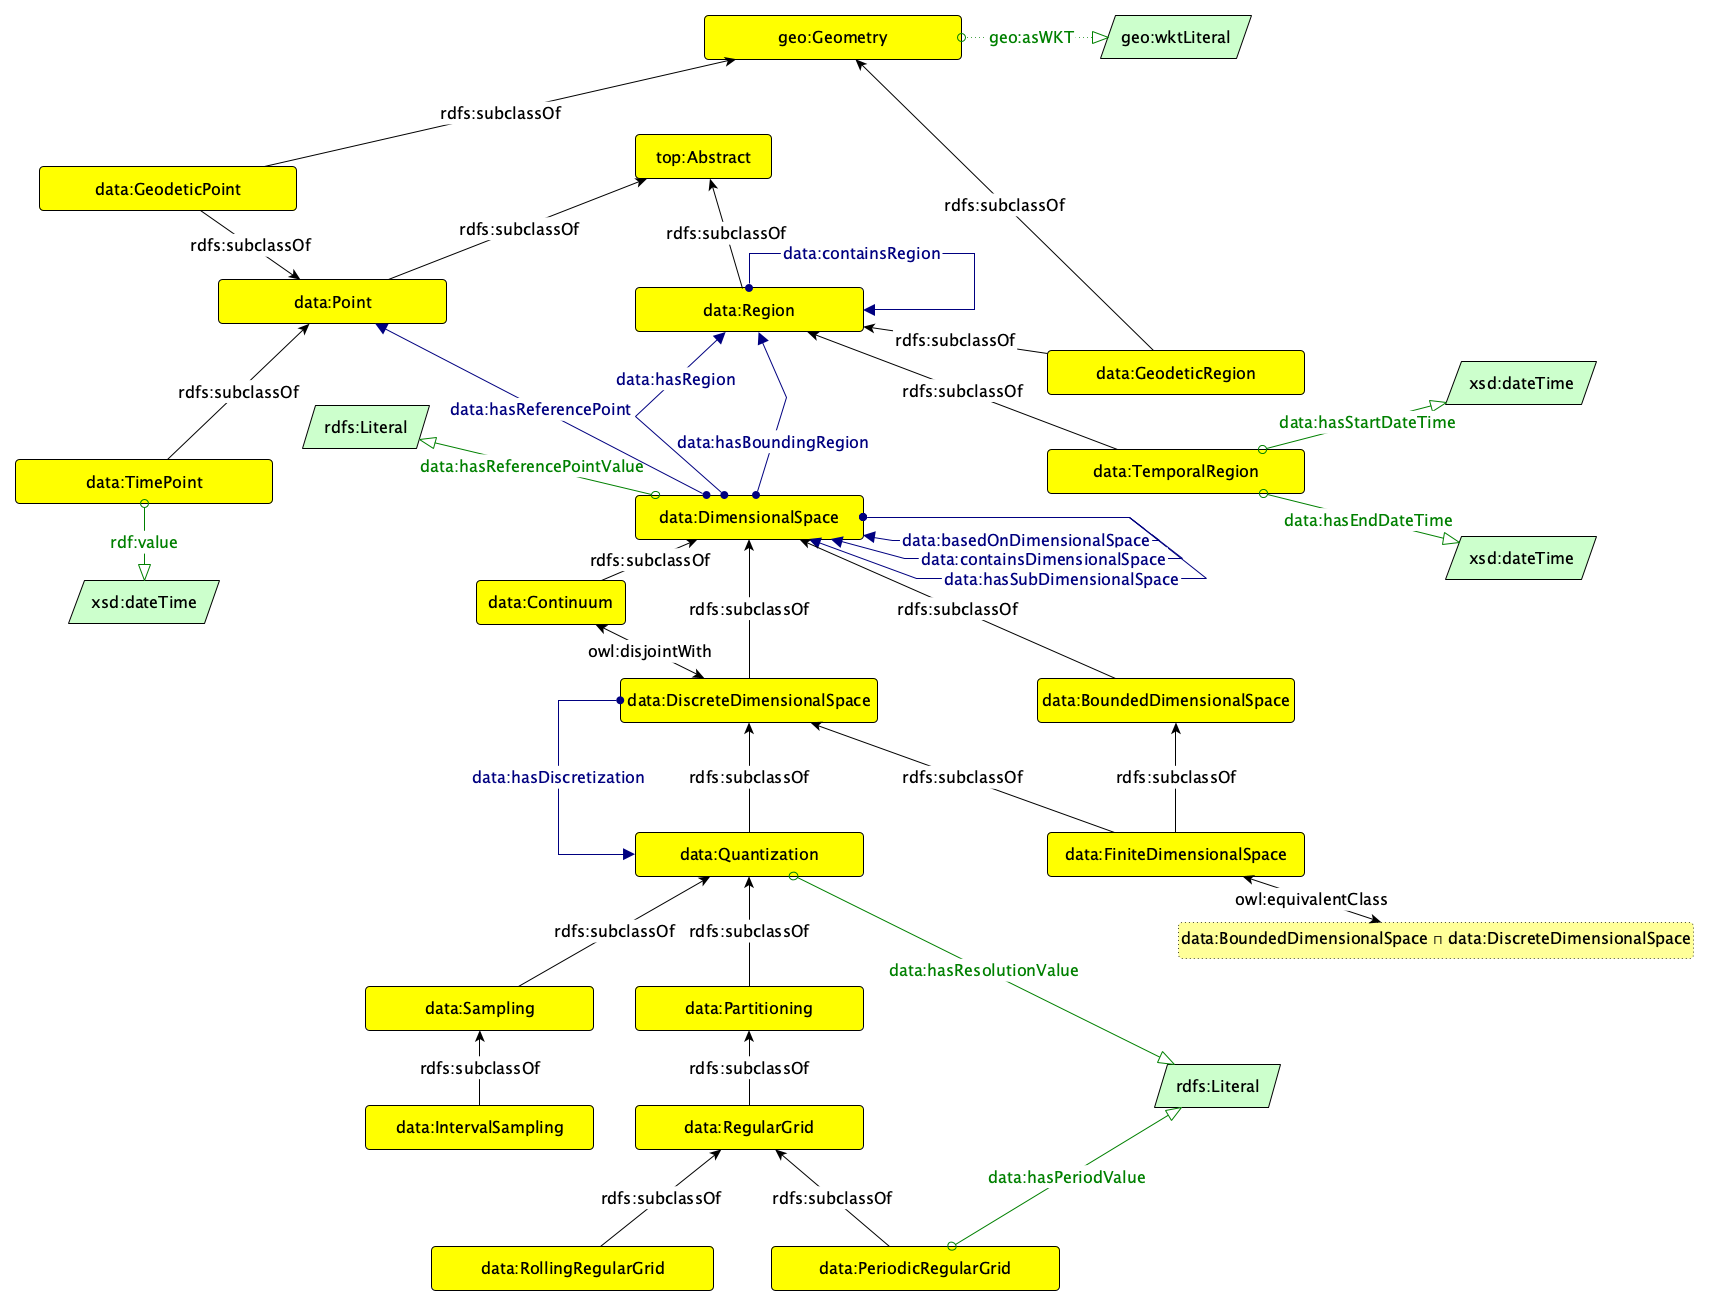 geo:Geometry
geo:asWKT
geo:wktLiteral
rdfs:subclassOf
top:Abstract
data:GeodeticPoint
rdfs:subclassOf
rdfs:subclassOf
rdfs:subclassOf
rdfs:subclassOf
data:containsRegion
data:Point
data:Region
rdfs:subclassOf
data:GeodeticRegion
rdfs:subclassOf
data:hasRegion
rdfs:subclassOf
xsd:dateTime
data:hasReferencePoint
data:hasStartDateTime
rdfs:Literal
data:hasBoundingRegion
data:hasReferencePointValue
data:TemporalRegion
data:TimePoint
data:DimensionalSpace
data:hasEndDateTime
rdf:value
data:basedOnDimensionalSpace
data:containsDimensionalSpace
data:hasSubDimensionalSpace
xsd:dateTime
rdfs:subclassOf
xsd:dateTime
data:Continuum
rdfs:subclassOf
rdfs:subclassOf
owl:disjointWith
data:DiscreteDimensionalSpace
data:BoundedDimensionalSpace
data:hasDiscretization
rdfs:subclassOf
rdfs:subclassOf
rdfs:subclassOf
data:Quantization
data:FiniteDimensionalSpace
owl:equivalentClass
rdfs:subclassOf
rdfs:subclassOf
data:BoundedDimensionalSpace ⊓ data:DiscreteDimensionalSpace
data:hasResolutionValue
data:Sampling
data:Partitioning
rdfs:subclassOf
rdfs:subclassOf
rdfs:Literal
data:IntervalSampling
data:RegularGrid
data:hasPeriodValue
rdfs:subclassOf
rdfs:subclassOf
data:RollingRegularGrid
data:PeriodicRegularGrid